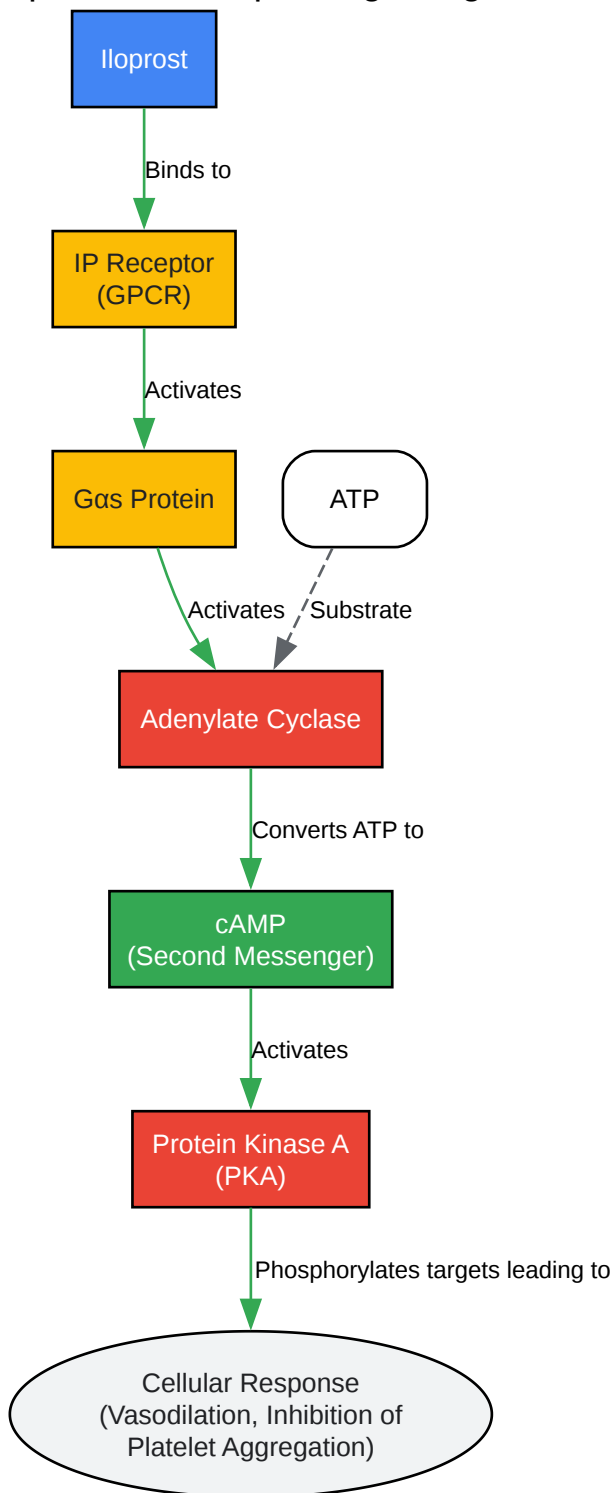 Iloprost
Binds to
IP Receptor
(GPCR)
Activates
Gαs Protein
ATP
Activates
Substrate
Adenylate Cyclase
Converts ATP to
cAMP
(Second Messenger)
Activates
Protein Kinase A
(PKA)
Phosphorylates targets leading to
Cellular Response
(Vasodilation, Inhibition of
Platelet Aggregation)